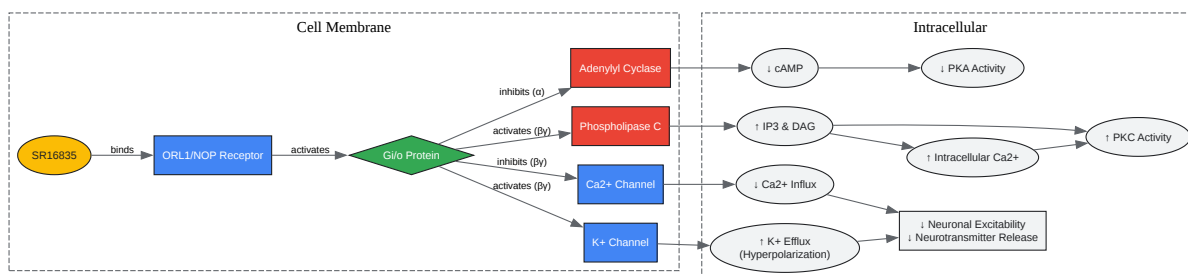 Cell Membrane
Intracellular
Adenylyl Cyclase
↓ cAMP
↓ PKA Activity
inhibits (α)
Phospholipase C
↑ IP3 & DAG
↑ PKC Activity
activates (βγ)
SR16835
binds
ORL1/NOP Receptor
activates
Gi/o Protein
↑ Intracellular Ca2+
inhibits (βγ)
Ca2+ Channel
↓ Ca2+ Influx
activates (βγ)
K+ Channel
↑ K+ Efflux
(Hyperpolarization)
↓ Neuronal Excitability
↓ Neurotransmitter Release